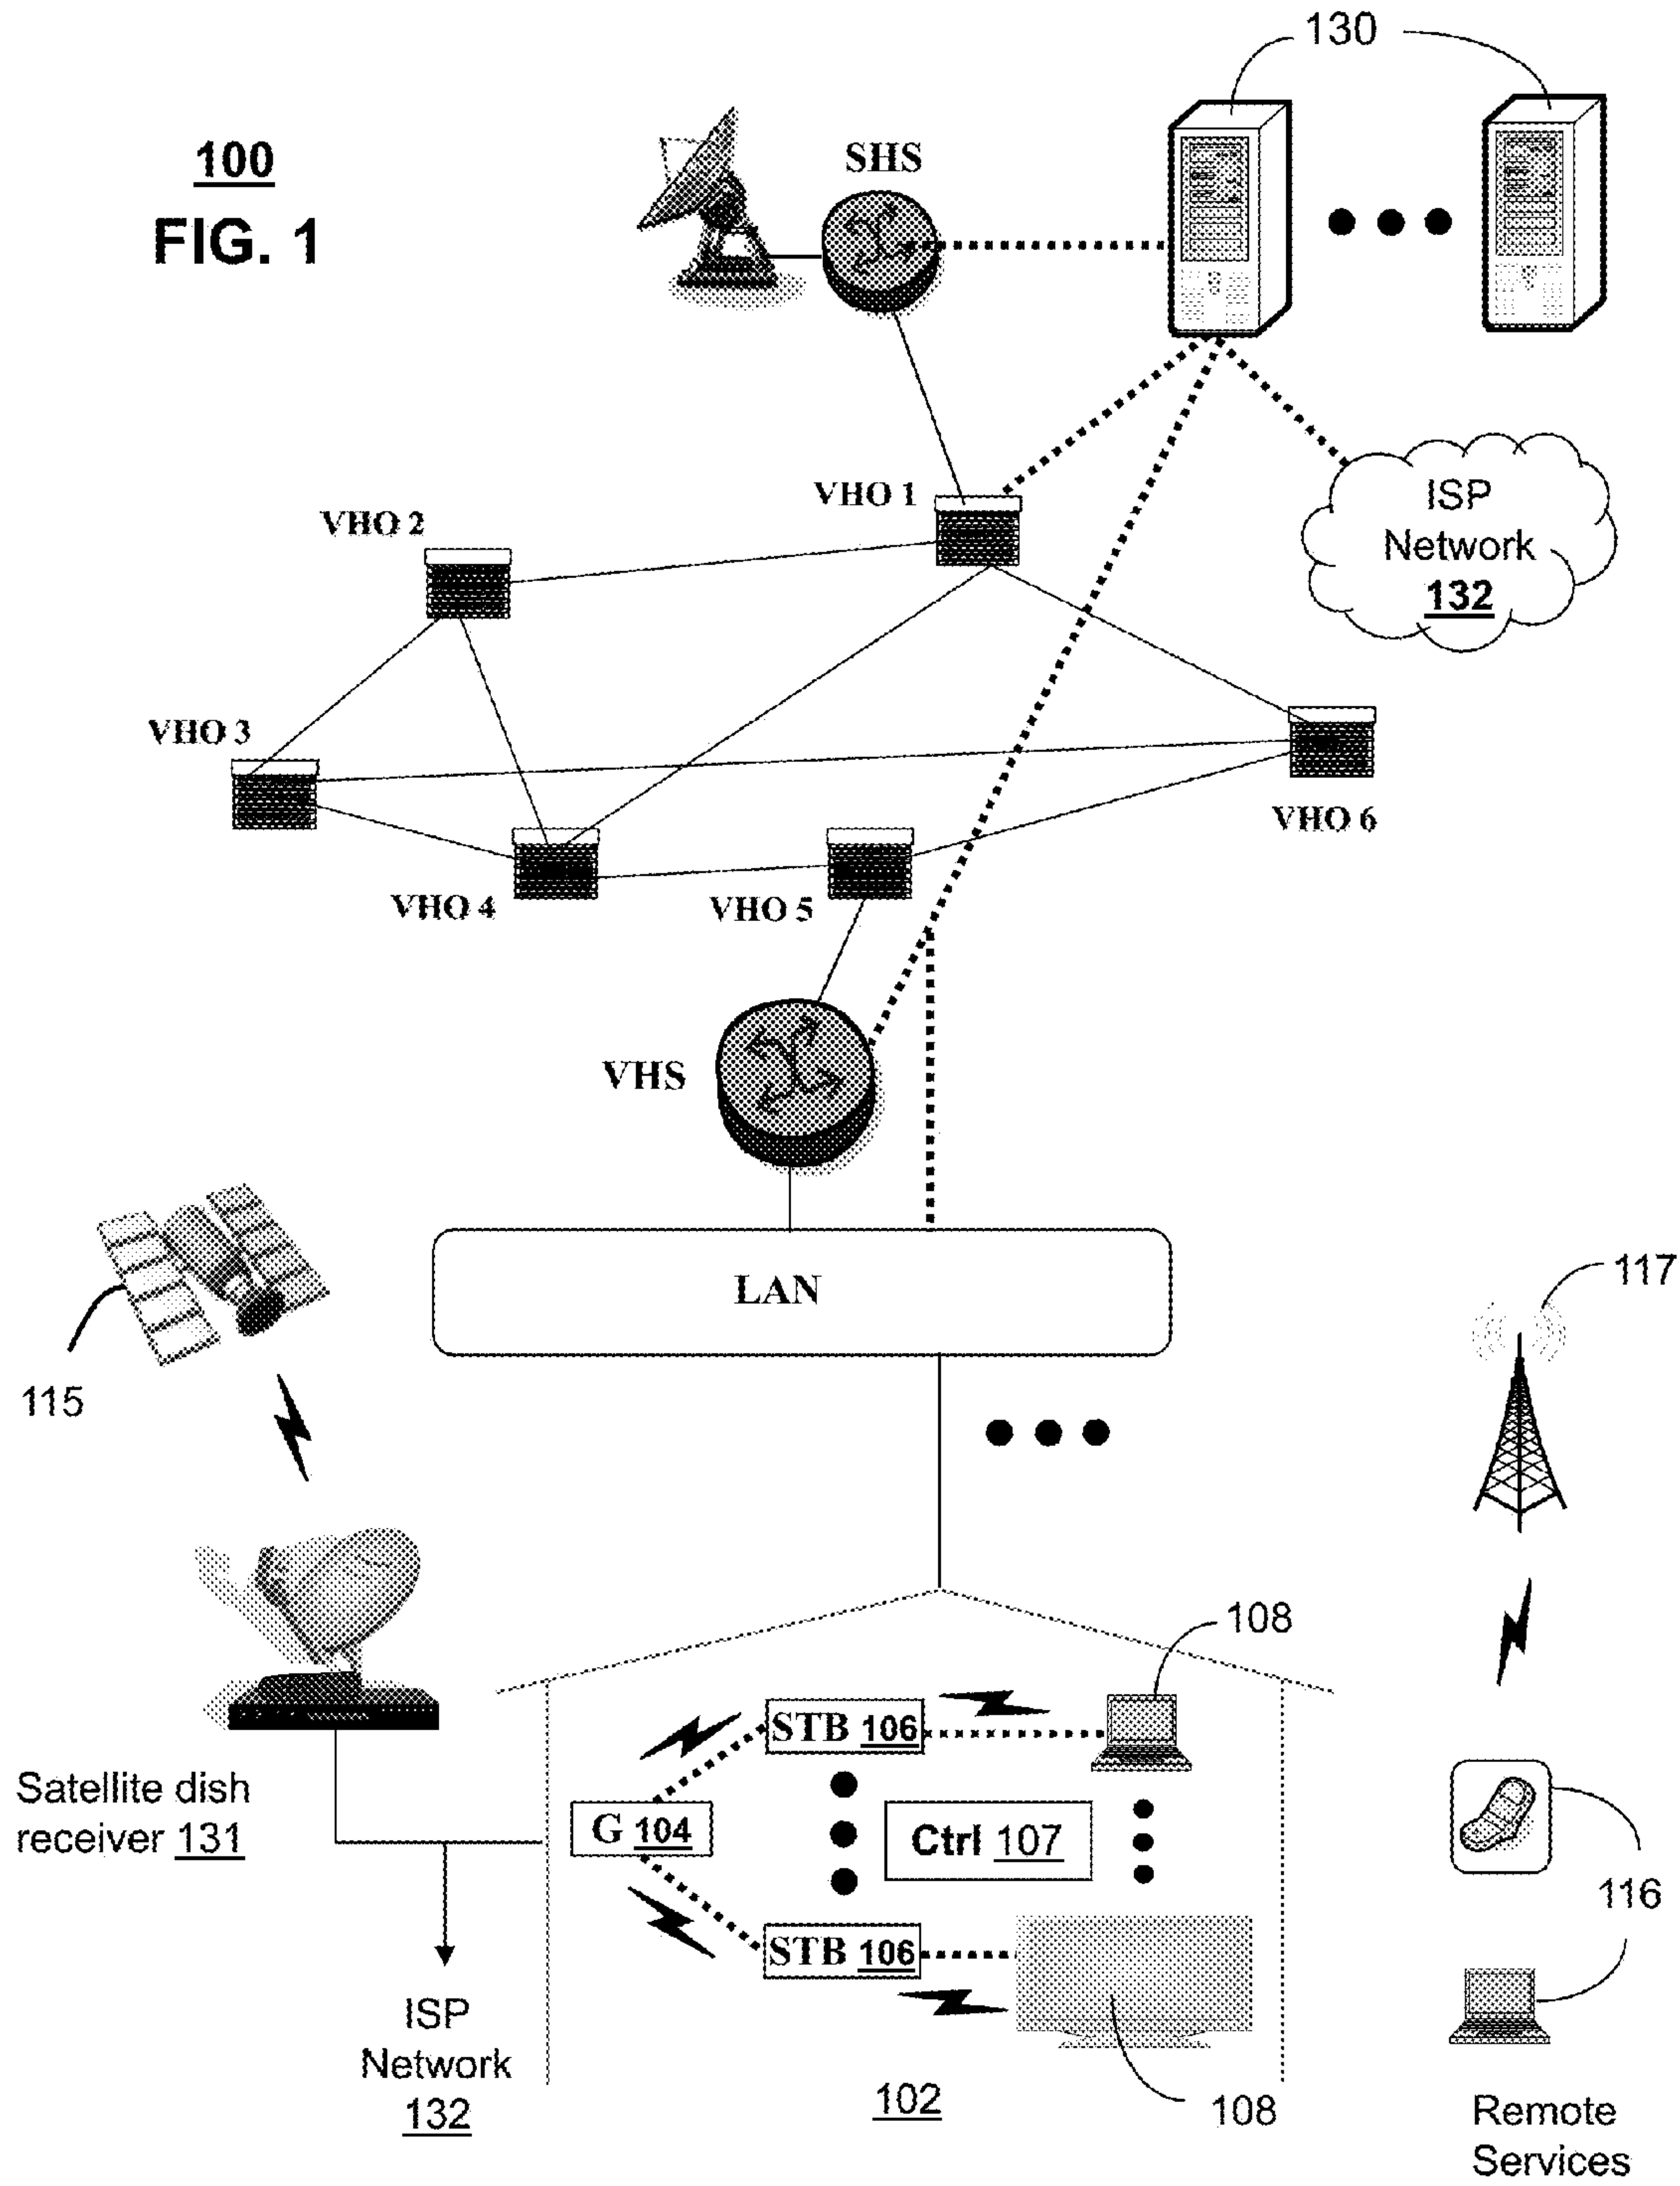 130
100
FIG. 1
SHS
VHO 1
VHO 2
ISP
Network
132
VHO 3
VHO 6
VHO 4
VHO 5
VHS
LAN
117
115
108
STB 106
Satellite dish
receiver 131
G 104
Ctrl 107
116
STB 106
ISP
Network
132
102
108
Remote
Services